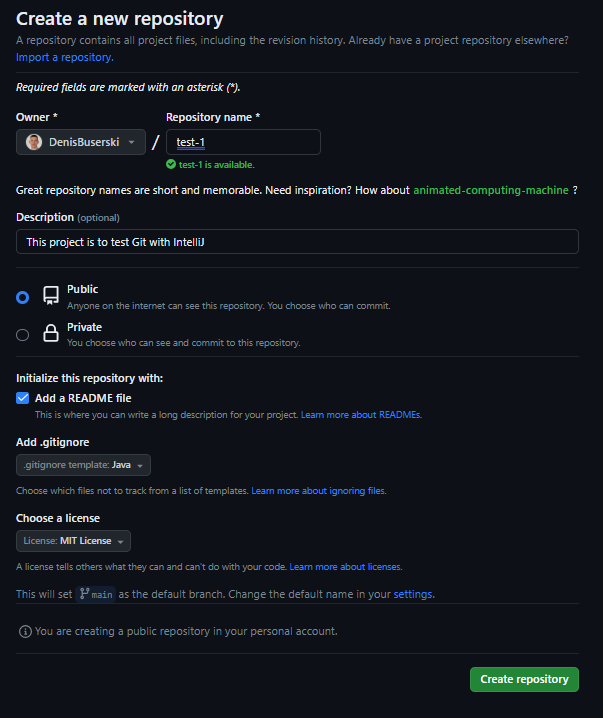 Create a new repository
A repository contains all project files, including the revision history. Already have a project repository elsewhere?
Import a repository.
Required fields are marked with an asterisk (*).
Owner * Repository name *
DenisBuserski / test-1
test-1 is available.
Great repository names are short and memorable. Need inspiration? How about animated-computing-machine ?
Description (optional)
This project is to test Git with IntelliJ
Public
Anyone on the internet can see this repository. You choose who can commit.
Private
You choose who can see and commit to this repository.
Initialize this repository with:
Add a README file
This is where you can write a long description for your project. Learn more about READMEs.
Add .gitignore
.gitignore template: Java
Choose which files not to track from a list of templates. Learn more about ignoring files.
Choose a license
License: MIT License
A license tells others what they can and can't do with your code. Learn more about licenses.
This will set main as the default branch. Change the default name in your settings.
You are creating a public repository in your personal account.
Create repository